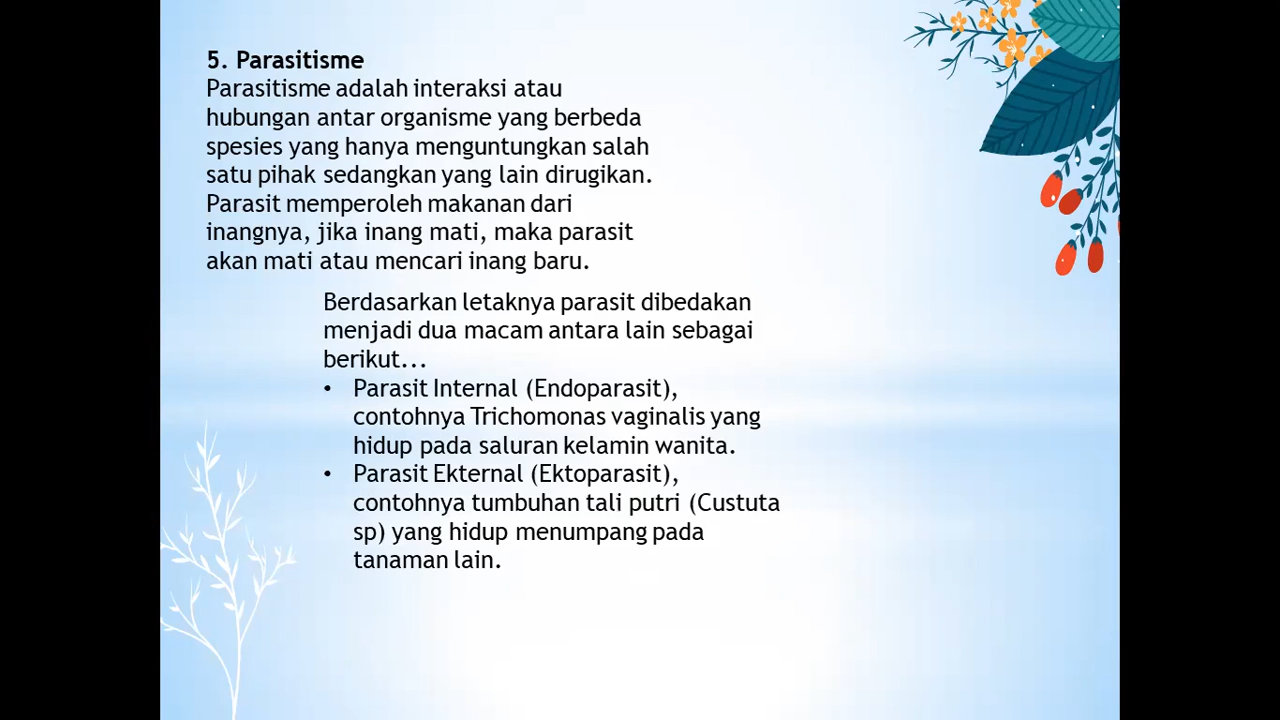 5. Parasitisme
Parasitisme adalah interaksi atau
hubungan antar organisme yang berbeda
spesies yang hanya menguntungkan salah
satu pihak sedangkan yang lain dirugikan.
Parasit memperoleh makanan dari
inangnya, jika inang mati, maka parasit
akan mati atau mencari inang baru.
Berdasarkan letaknya parasit dibedakan
menjadi dua macam antara lain sebagai
berikut...
• Parasit Internal (Endoparasit),
contohnya Trichomonas vaginalis yang
hidup pada saluran kelamin wanita.
• Parasit Ekternal (Ektoparasit),
contohnya tumbuhan tali putri (Custuta
sp) yang hidup menumpang pada
tanaman lain.